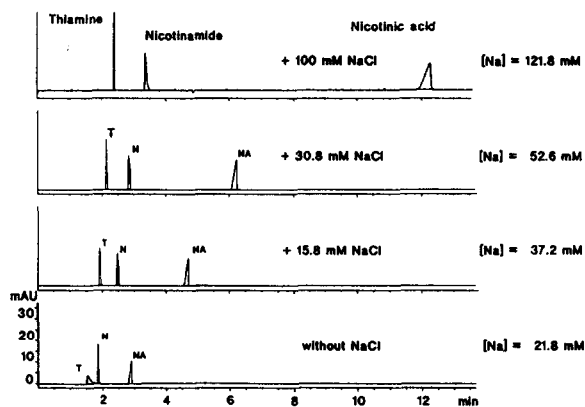 Thiamine
Nicotinamide
Nicotinic acid
+ 100 mM NaCl
[Na] = 121.8 mM
T
N
NA
+ 30.8 mM NaCl
[Na] = 52.6 mM
T
N
NA
+ 15.8 mM NaCl
[Na] = 37.2 mM
mAU
30
20
10
0
T
N
NA
without NaCl
[Na] = 21.8 mM
2
4
6
8
10
12
min